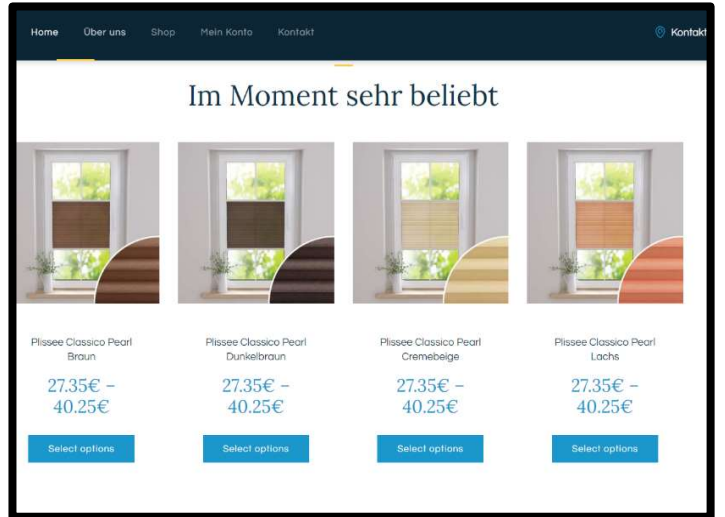 Home Über uns Shop Mein Konto Kontakt Kontakt
Im Moment sehr beliebt
Plissee Classico Pearl
Braun
27.35€ –
40.25€
Select options
Plissee Classico Pearl
Dunkelbraun
27.35€ –
40.25€
Select options
Plissee Classico Pearl
Cremebeige
27.35€ –
40.25€
Select options
Plissee Classico Pearl
Lachs
27.35€ –
40.25€
Select options